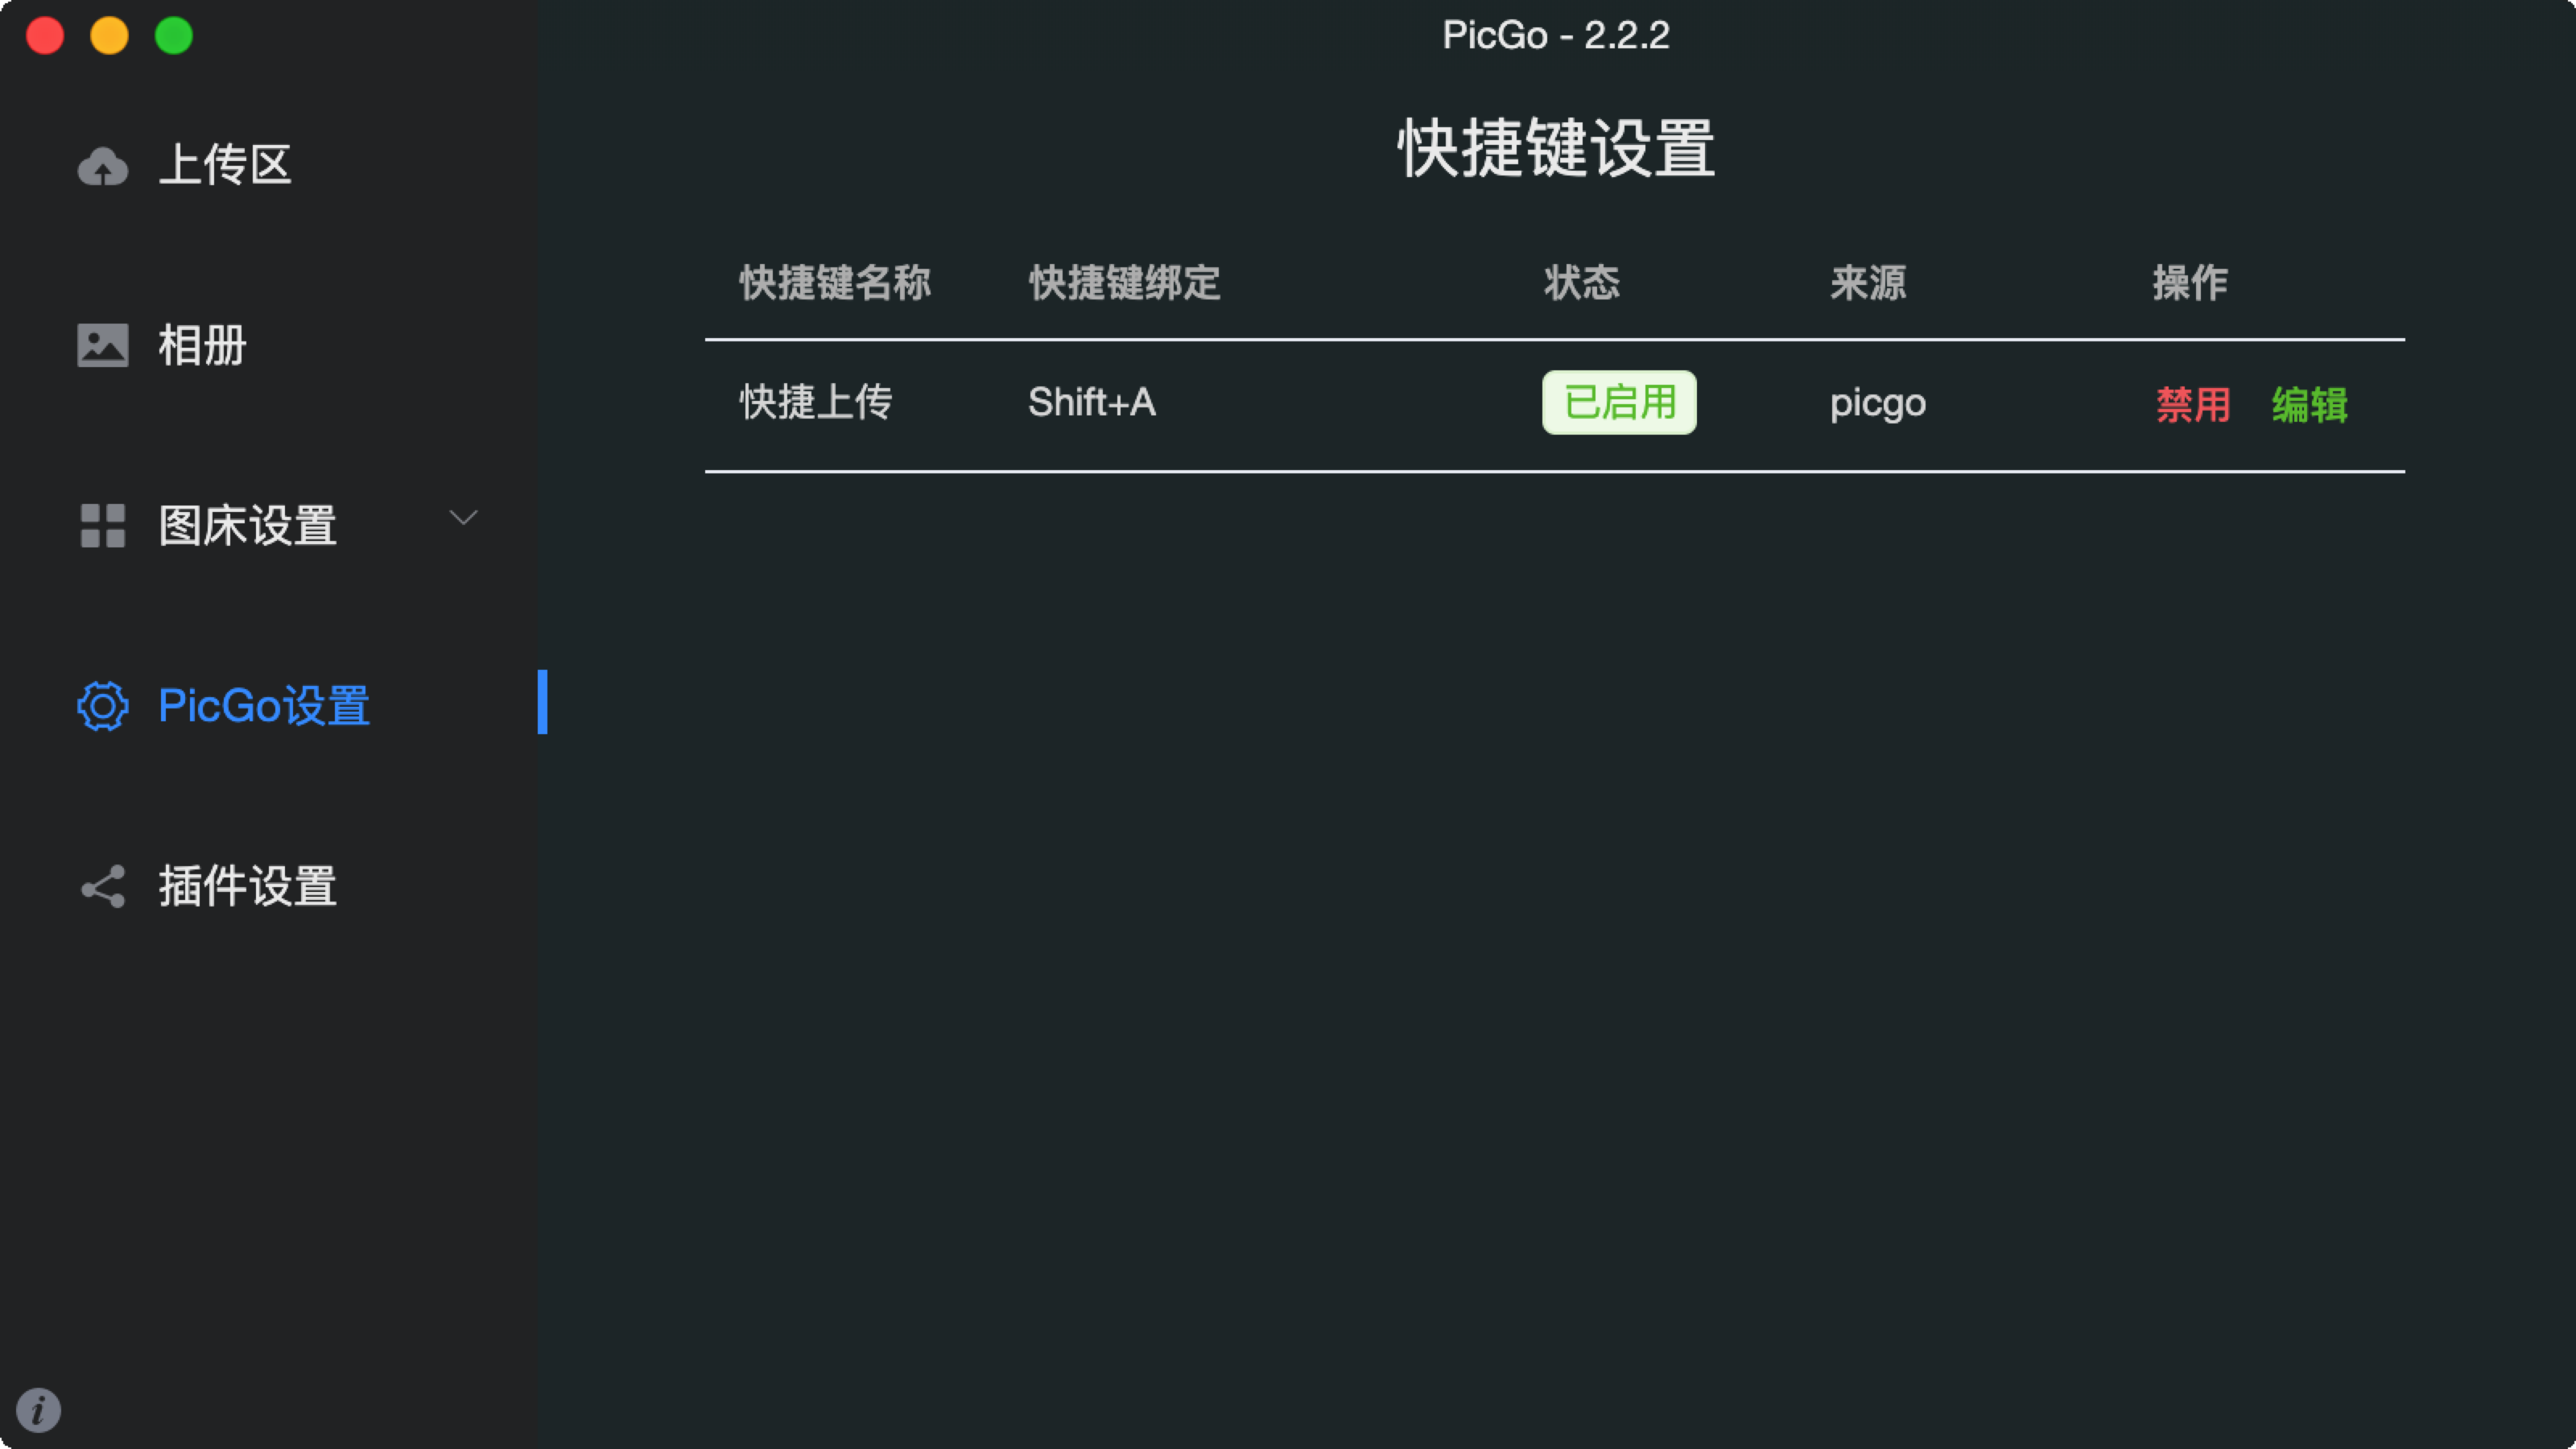 PicGo - 2.2.2
上传区
相册
图床设置
PicGo设置
插件设置
快捷键设置
快捷键名称 快捷键绑定 状态 来源 操作
快捷上传 Shift+A 已启用 picgo 禁用 编辑